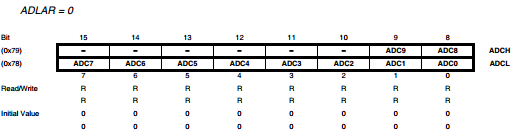 ADLAR = 0
Bit 15 14 13 12 11 10 9 8
(0x79) – – – – – – ADC9 ADC8 ADCH
(0x78) ADC7 ADC6 ADC5 ADC4 ADC3 ADC2 ADC1 ADC0 ADCL
7 6 5 4 3 2 1 0
Read/Write R R R R R R R R
R R R R R R R R
Initial Value 0 0 0 0 0 0 0 0
0 0 0 0 0 0 0 0